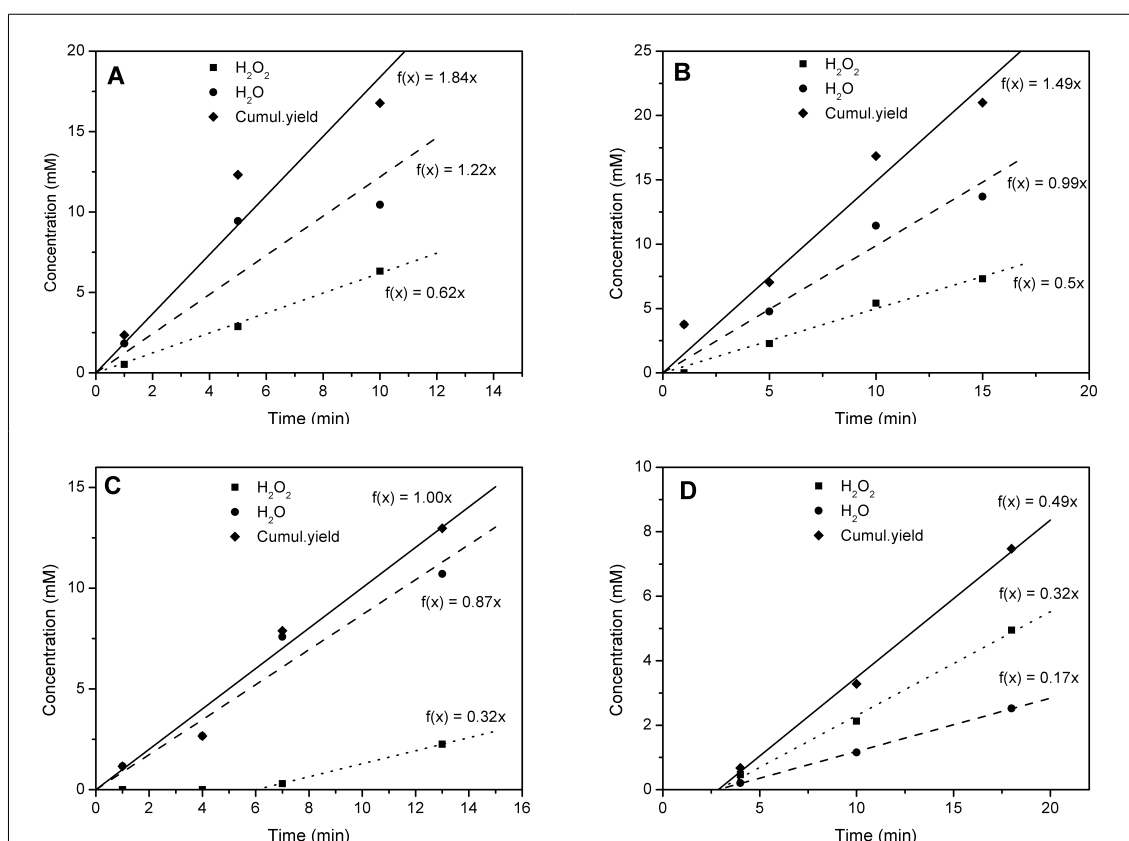 A
H₂O₂
H₂O
Cumul.yield
f(x) = 1.84x
f(x) = 1.22x
f(x) = 0.62x
20
15
10
5
0
0 2 4 6 8 10 12 14
Concentration (mM)
Time (min)
B
H₂O₂
H₂O
Cumul.yield
f(x) = 1.49x
f(x) = 0.99x
f(x) = 0.5x
25
20
15
10
5
0
0 5 10 15 20
Concentration (mM)
Time (min)
C
H₂O₂
H₂O
Cumul.yield
f(x) = 1.00x
f(x) = 0.87x
f(x) = 0.32x
15
10
5
0
0 2 4 6 8 10 12 14 16
Concentration (mM)
Time (min)
D
H₂O₂
H₂O
Cumul.yield
f(x) = 0.49x
f(x) = 0.32x
f(x) = 0.17x
10
8
6
4
2
0
0 5 10 15 20
Concentration (mM)
Time (min)